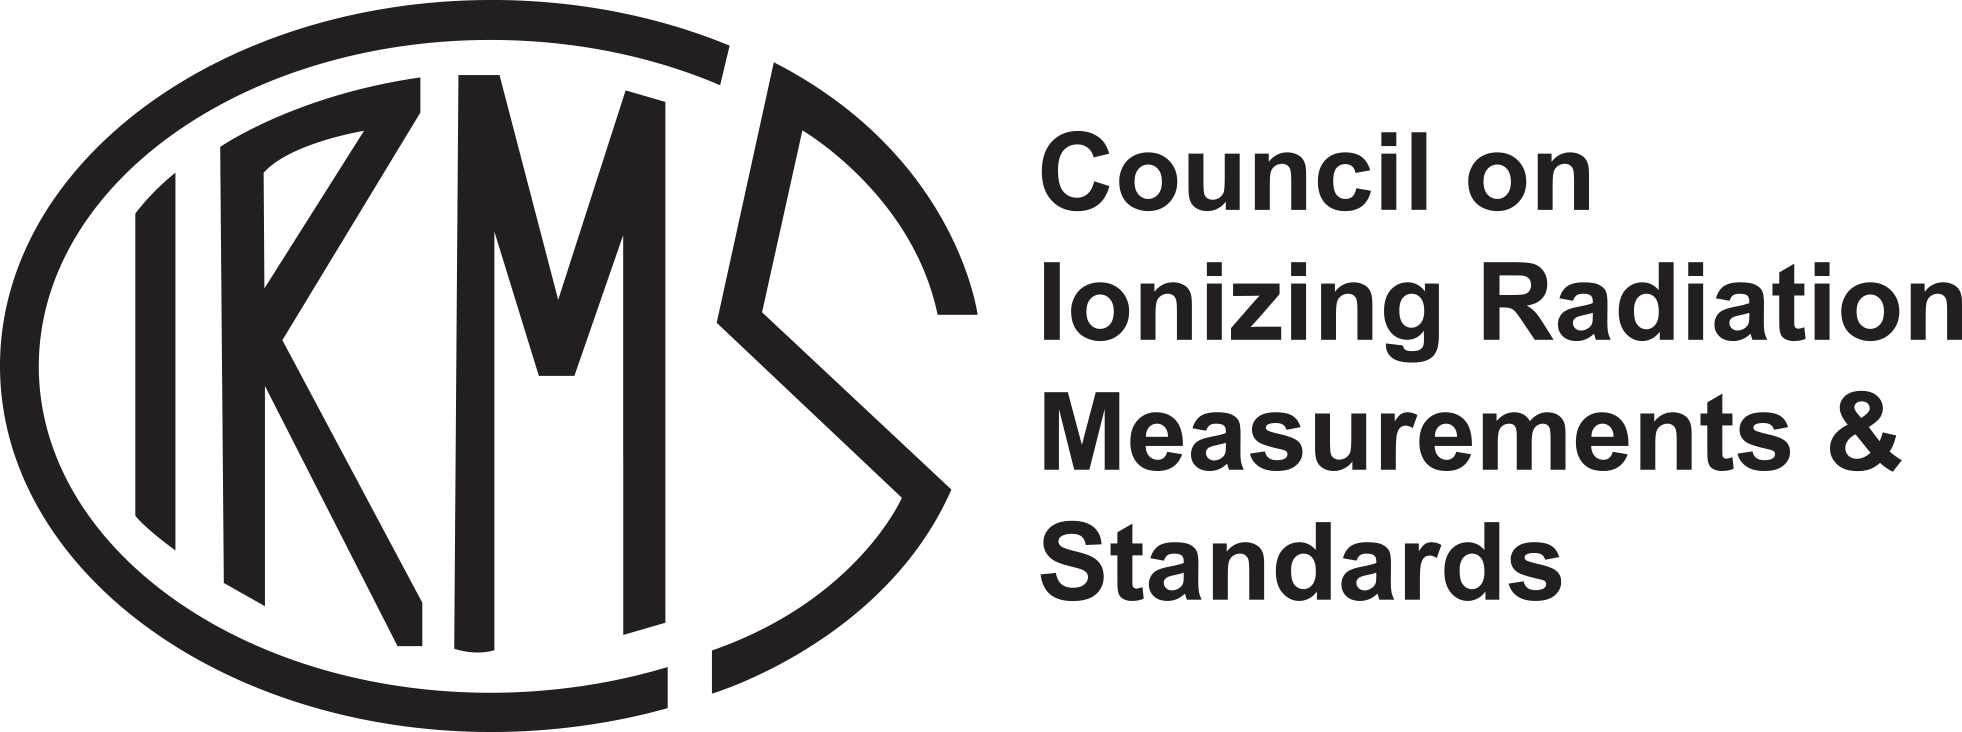 CIRMS
Council on
Ionizing Radiation
Measurements &
Standards